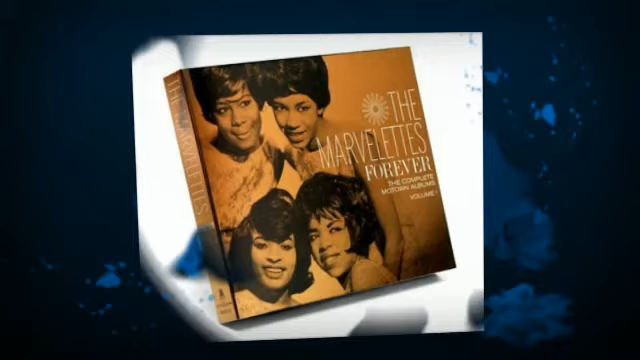 THE
MARVELETTES
FOREVER
THE COMPLETE
MOTOWN ALBUMS
VOLUME 1
THE MARVELETTES